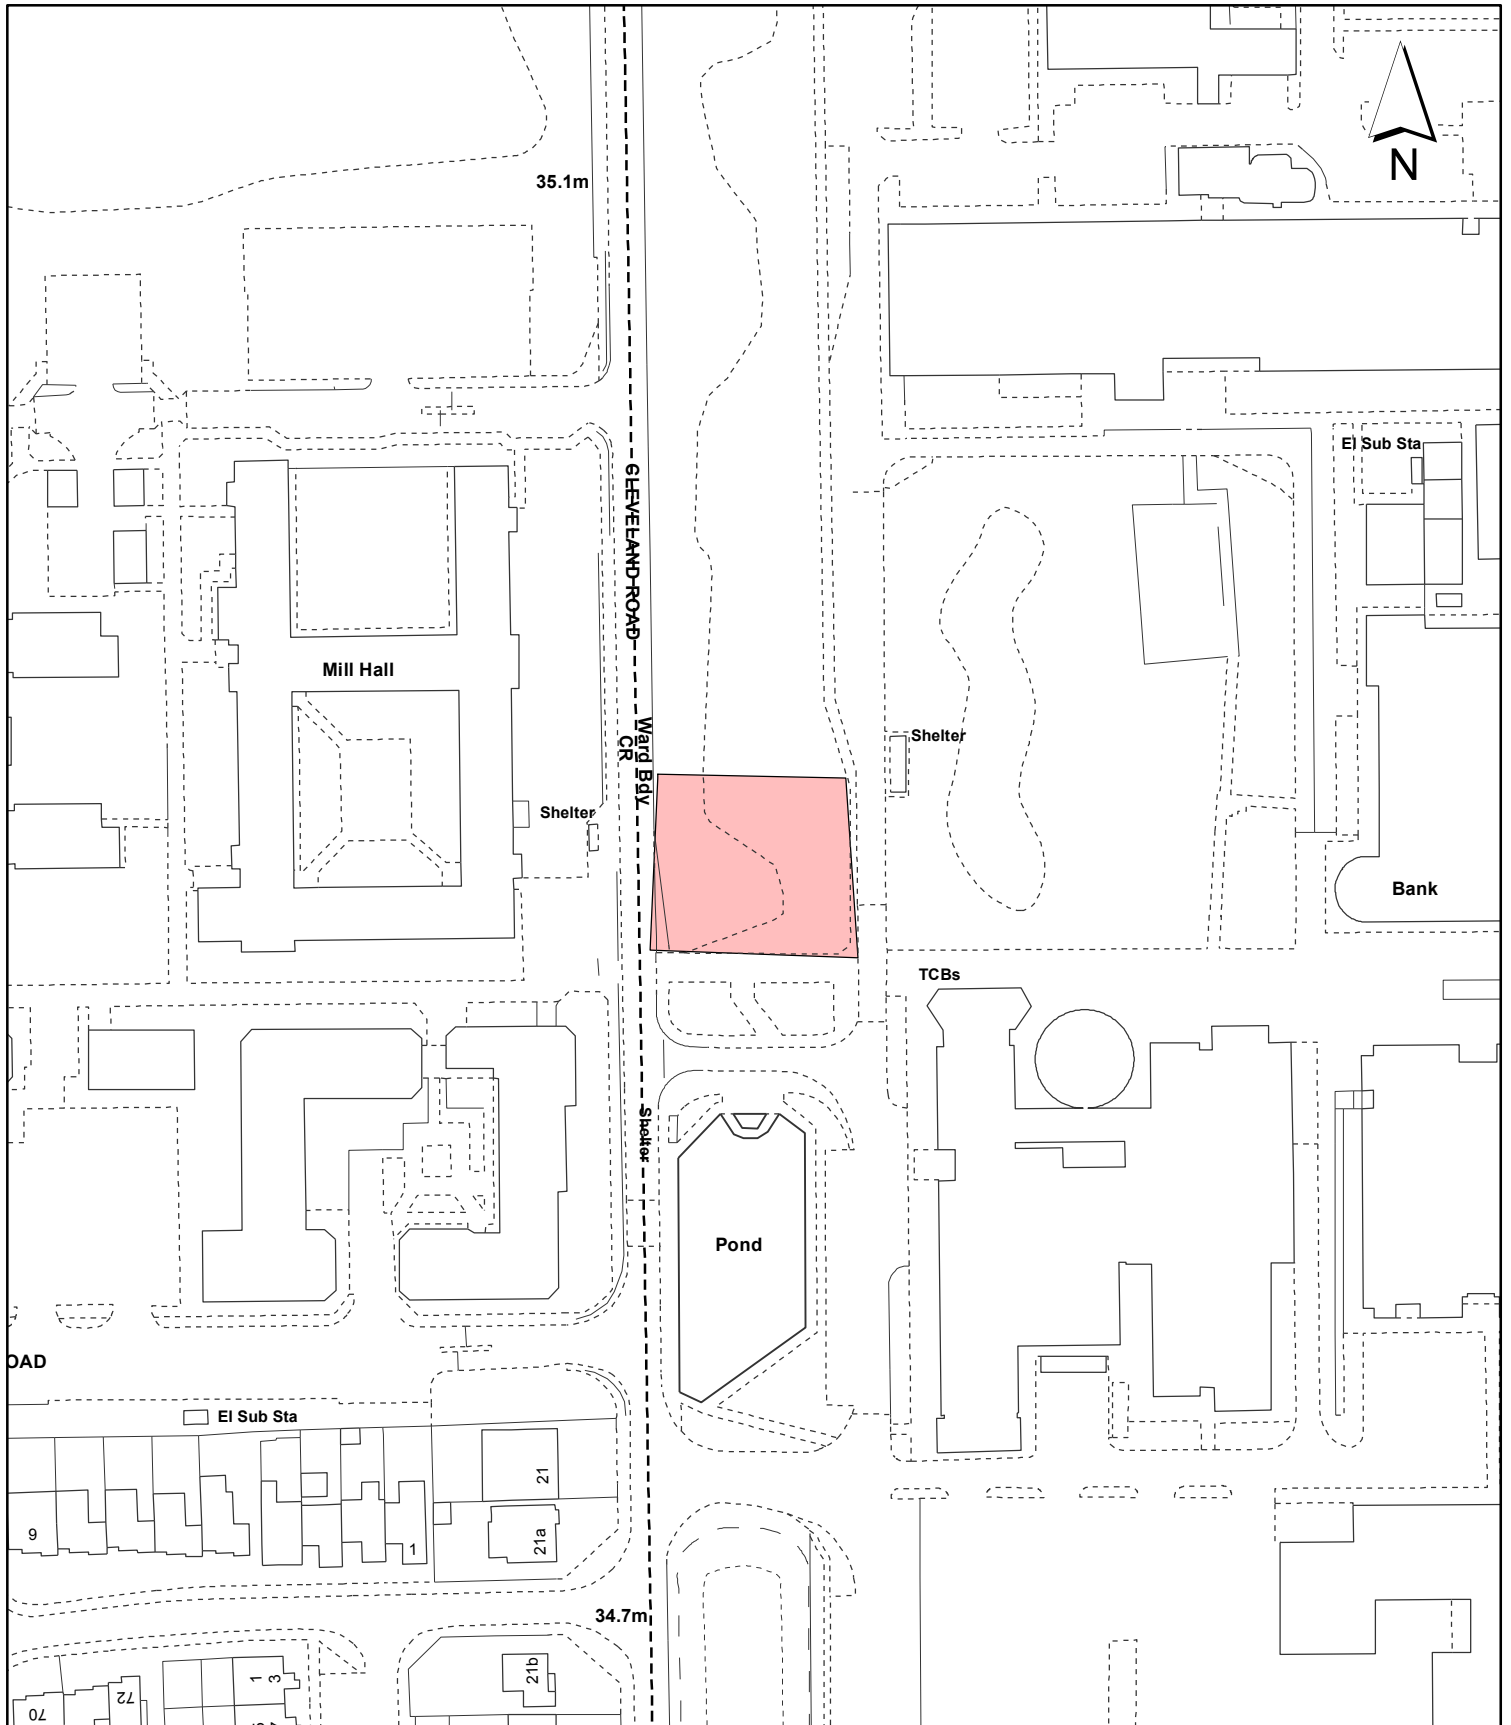 N
35.1m
El Sub Sta
CLEVELAND ROAD
Mill Hall
Ward Bdy
CR
Shelter
Shelter
Bank
TCBs
Shelter
Pond
OAD
El Sub Sta
21
9
1
21a
34.7m
21b
1
3
72
70